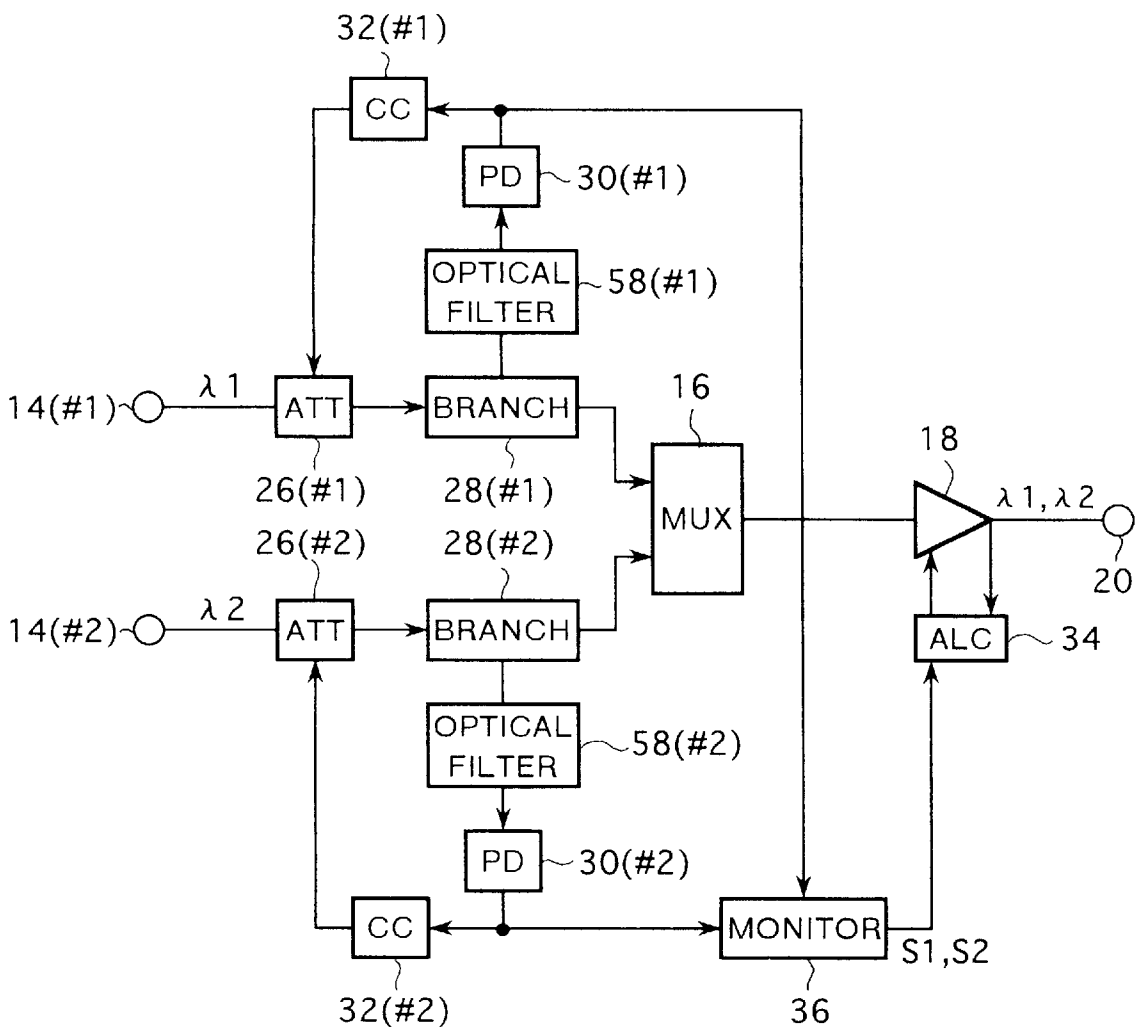 32(#1)
CC
PD
30(#1)
OPTICAL
FILTER
58(#1)
14(#1)
λ1
ATT
BRANCH
16
18
26(#1)
28(#1)
MUX
λ1,λ2
20
26(#2)
28(#2)
14(#2)
λ2
ATT
BRANCH
ALC
34
OPTICAL
FILTER
58(#2)
PD
30(#2)
CC
MONITOR
S1,S2
32(#2)
36